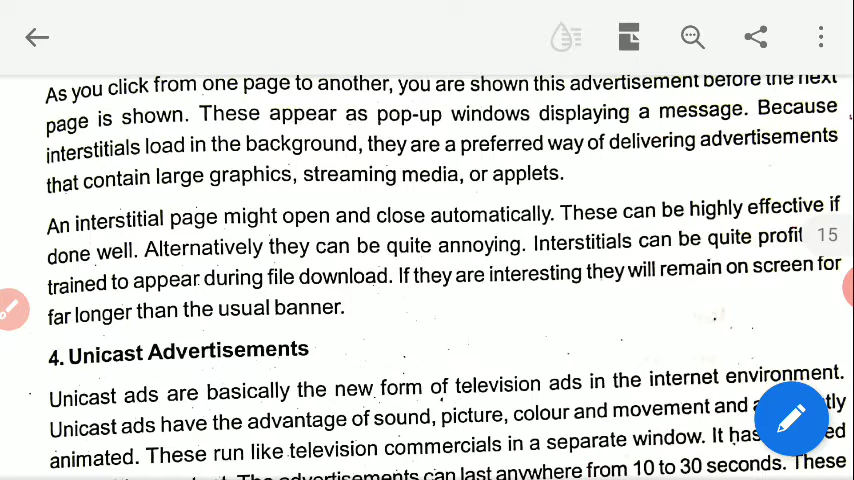 As you click from one page to another, you are shown this advertisement before the next
page is shown. These appear as pop-up windows displaying a message. Because
interstitials load in the background, they are a preferred way of delivering advertisements
that contain large graphics, streaming media, or applets.
An interstitial page might open and close automatically. These can be highly effective if
done well. Alternatively they can be quite annoying. Interstitials can be quite
15
trained to appear during file download. If they are interesting they will remain on screen for
far longer than the usual banner.
4. Unicast Advertisements
Unicast ads are basically the new form of television ads in the internet environment.
Unicast ads have the advantage of sound, picture, colour and movement and
animated. These run like television commercials in a separate window. It has
The advertisements can last anywhere from 10 to 30 seconds. These